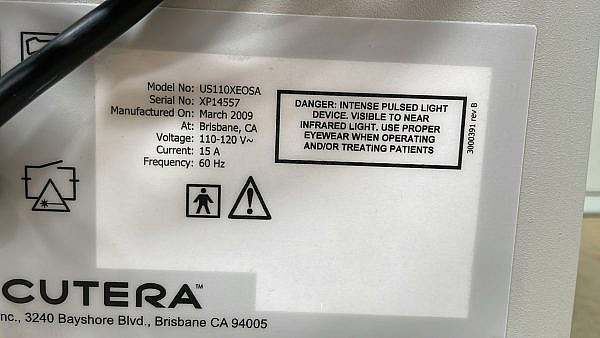 Model No: US110XEOSA
Serial No: XP14557
Manufactured On: March 2009
At: Brisbane, CA
Voltage: 110-120 V~
Current: 15 A
Frequency: 60 Hz
DANGER: INTENSE PULSED LIGHT
DEVICE. VISIBLE TO NEAR
INFRARED LIGHT. USE PROPER
EYEWEAR WHEN OPERATING
AND/OR TREATING PATIENTS
3I000391 rev B
CUTERA™
nc., 3240 Bayshore Blvd., Brisbane CA 94005